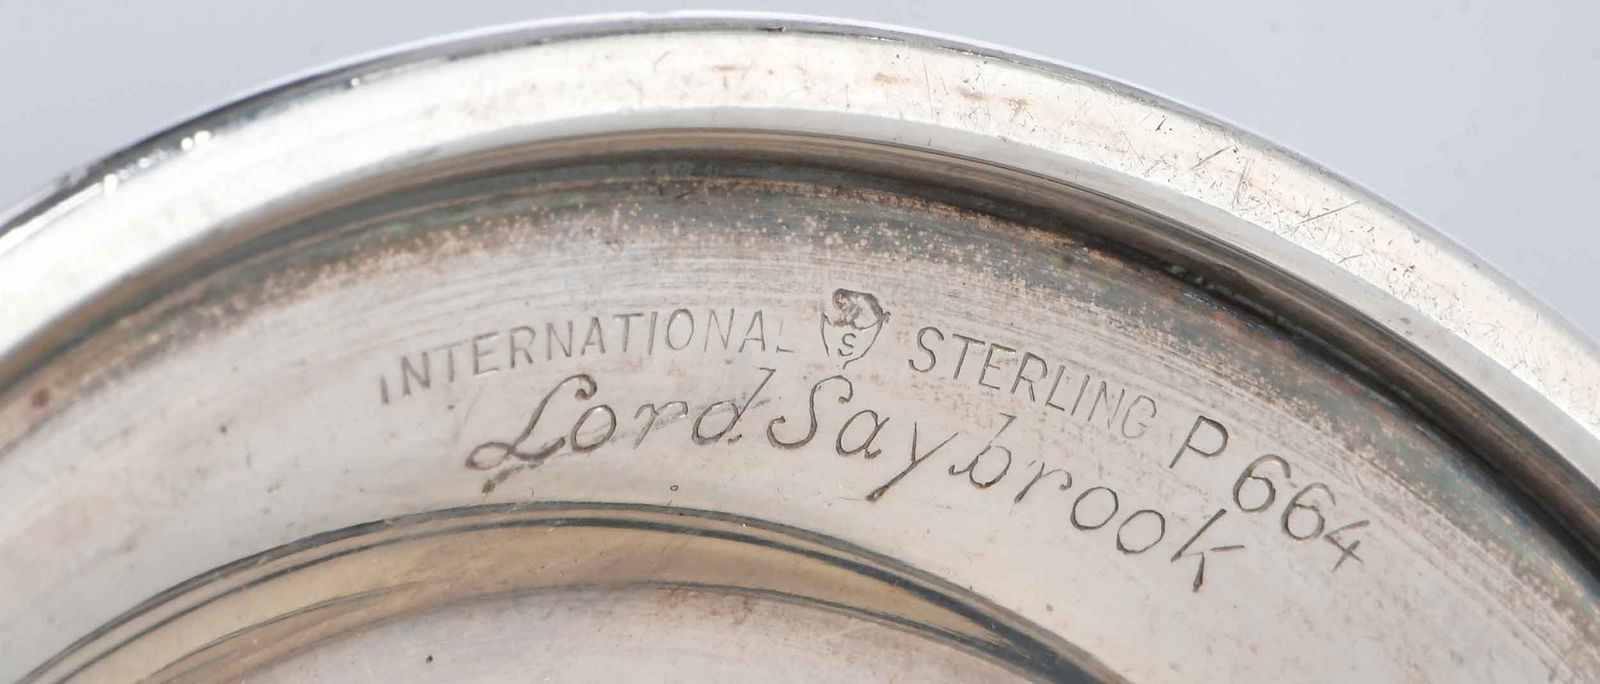 INTERNATIONAL S STERLING P 664
Lord Saybrook